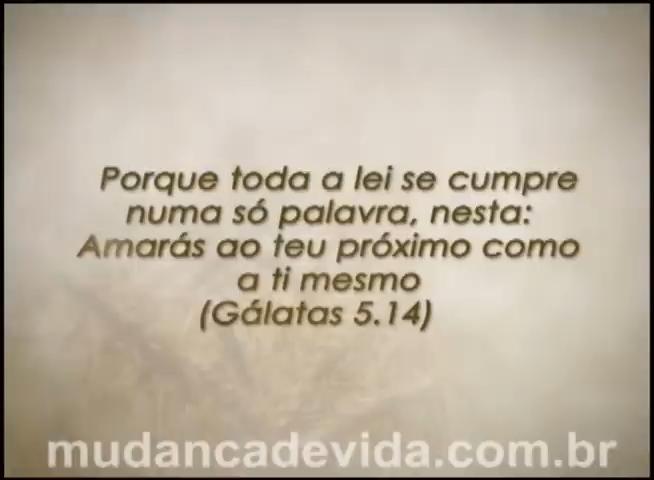 Porque toda a lei se cumpre
numa só palavra, nesta:
Amarás ao teu próximo como
a ti mesmo
(Gálatas 5.14)
mudancadevida.com.br